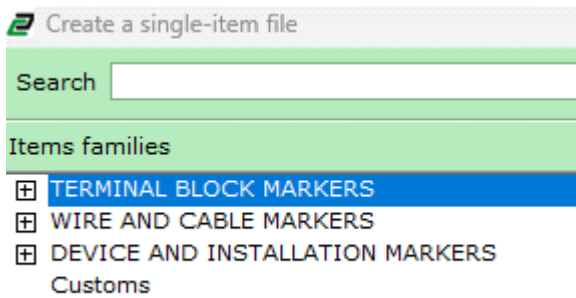 Create a single-item file
Search
Items families
TERMINAL BLOCK MARKERS
WIRE AND CABLE MARKERS
DEVICE AND INSTALLATION MARKERS
Customs